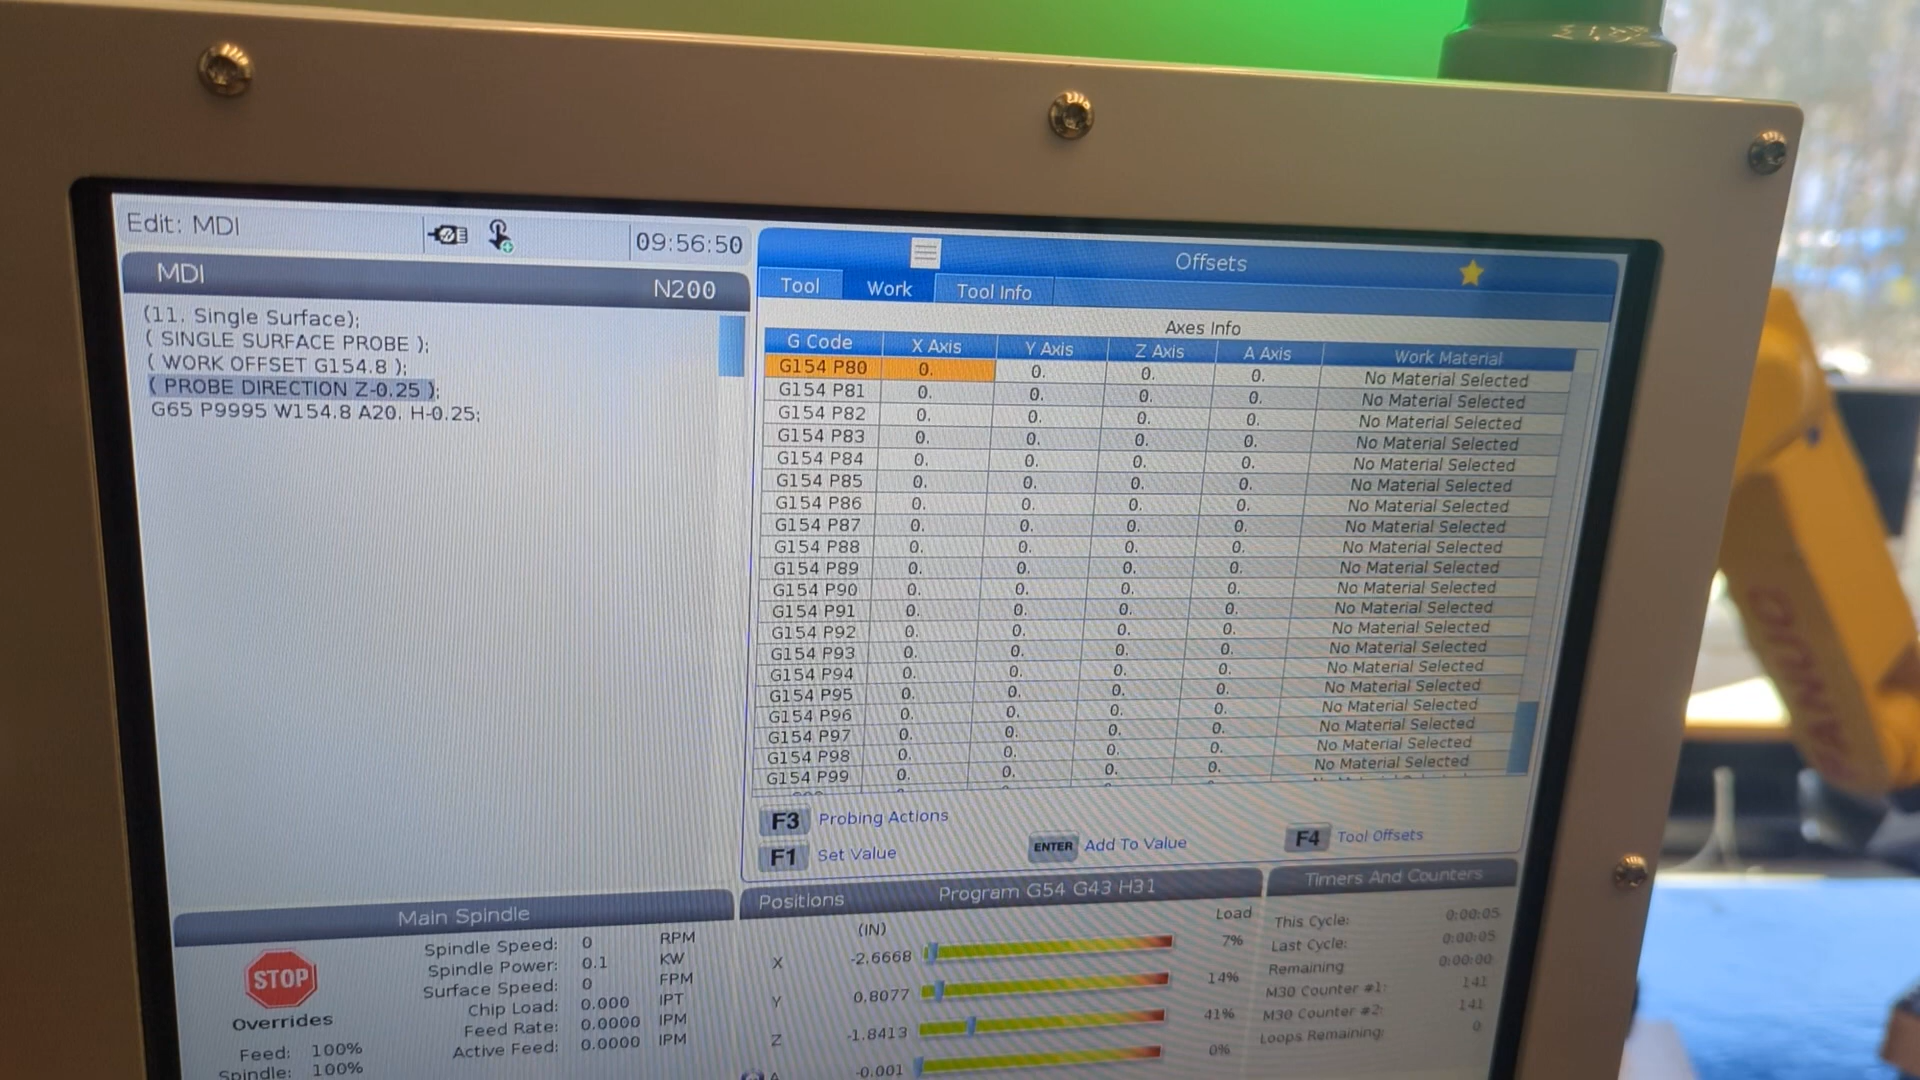 Edit: MDI
09:56:50
MDI
N200
(11. Single Surface);
( SINGLE SURFACE PROBE );
( WORK OFFSET G154.8 );
( PROBE DIRECTION Z-0.25 );
G65 P9995 W154.8 A20. H-0.25;
Offsets
Tool Work Tool Info
Axes Info
G Code X Axis Y Axis Z Axis A Axis Work Material
G154 P80 0. 0. 0. 0. No Material Selected
G154 P81 0. 0. 0. 0. No Material Selected
G154 P82 0. 0. 0. 0. No Material Selected
G154 P83 0. 0. 0. 0. No Material Selected
G154 P84 0. 0. 0. 0. No Material Selected
G154 P85 0. 0. 0. 0. No Material Selected
G154 P86 0. 0. 0. 0. No Material Selected
G154 P87 0. 0. 0. 0. No Material Selected
G154 P88 0. 0. 0. 0. No Material Selected
G154 P89 0. 0. 0. 0. No Material Selected
G154 P90 0. 0. 0. 0. No Material Selected
G154 P91 0. 0. 0. 0. No Material Selected
G154 P92 0. 0. 0. 0. No Material Selected
G154 P93 0. 0. 0. 0. No Material Selected
G154 P94 0. 0. 0. 0. No Material Selected
G154 P95 0. 0. 0. 0. No Material Selected
G154 P96 0. 0. 0. 0. No Material Selected
G154 P97 0. 0. 0. 0. No Material Selected
G154 P98 0. 0. 0. 0. No Material Selected
G154 P99 0. 0. 0. 0. No Material Selected
F3 Probing Actions
F1 Set Value
ENTER Add To Value
F4 Tool Offsets
Main Spindle
STOP
Overrides
Feed: 100%
Spindle: 100%
Spindle Speed: 0 RPM
Spindle Power: 0.1 KW
Surface Speed: 0 FPM
Chip Load: 0.000 IPT
Feed Rate: 0.0000 IPM
Active Feed: 0.0000 IPM
Positions Program G54 G43 H31
(IN) Load
X -2.6668 7%
Y 0.8077 14%
Z -1.8413 41%
A -0.001 0%
Timers And Counters
This Cycle: 0:00:05
Last Cycle: 0:00:05
Remaining 0:00:00
M30 Counter #1: 141
M30 Counter #2: 141
Loops Remaining: 0
FANUC